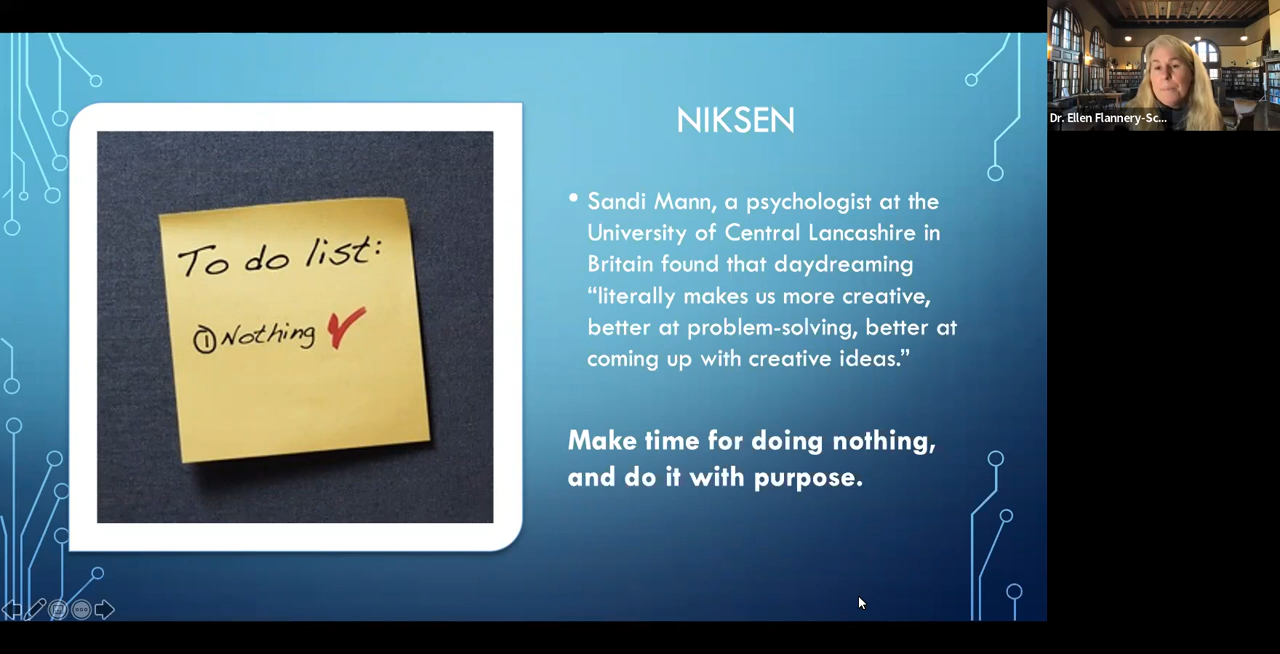 NIKSEN
To do list:
1 Nothing
• Sandi Mann, a psychologist at the
University of Central Lancashire in
Britain found that daydreaming
“literally makes us more creative,
better at problem-solving, better at
coming up with creative ideas.”
Make time for doing nothing,
and do it with purpose.
Dr. Ellen Flannery-Sc...